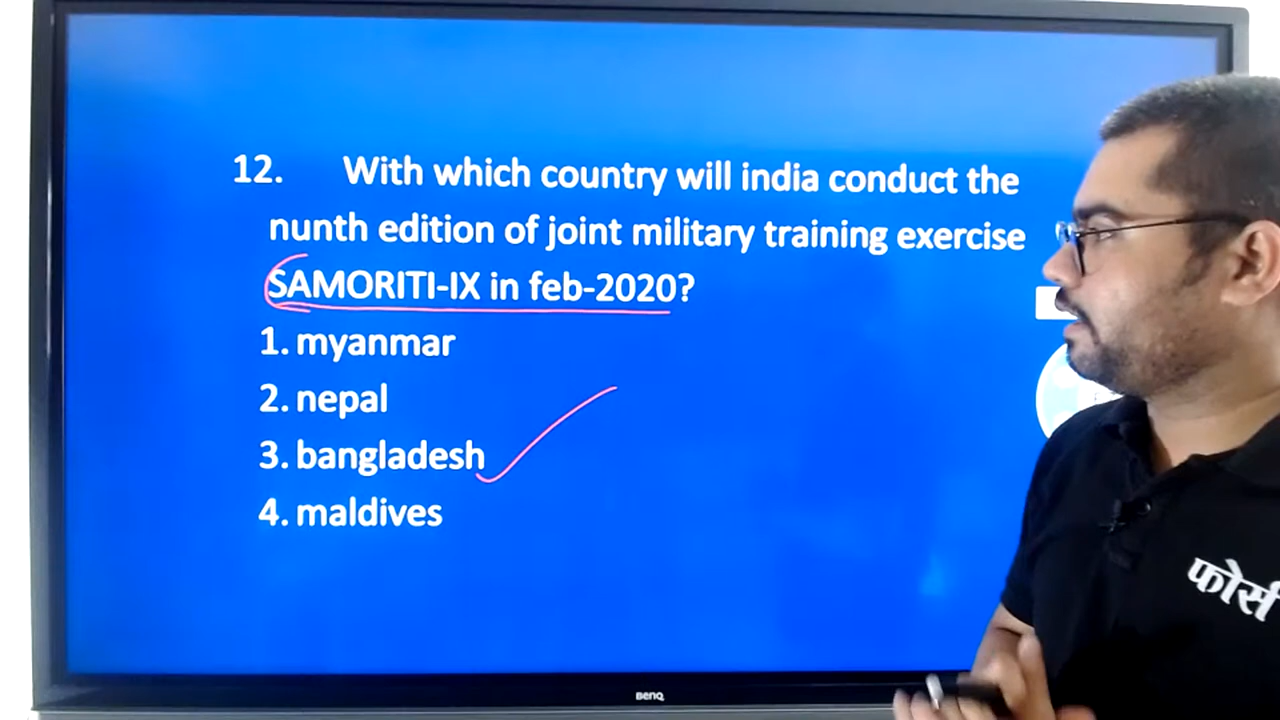 12. With which country will india conduct the
nunth edition of joint military training exercise
SAMORITI-IX in feb-2020?
1. myanmar
2. nepal
3. bangladesh
4. maldives
फोर्स
BenQ